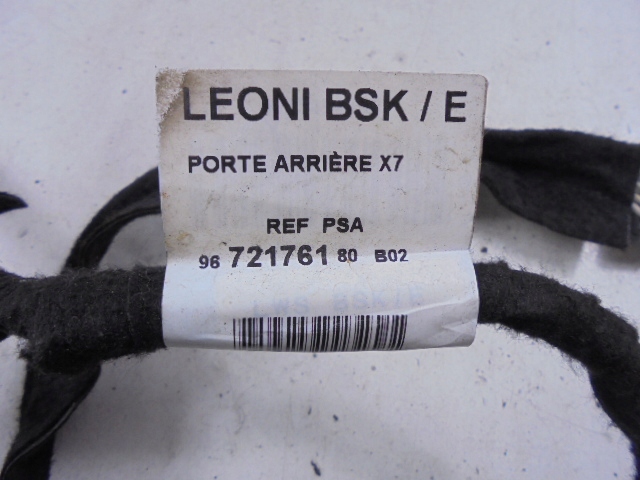 LEONI BSK / E
PORTE ARRIÈRE X7
REF PSA
96 721761 80 B02